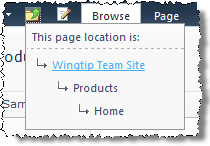 Browse Page
This page location is:
Wingtip Team Site
Products
Home